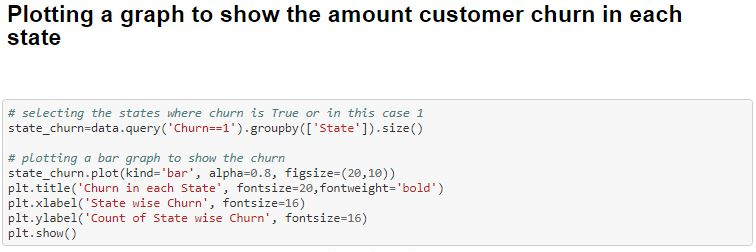 Plotting a graph to show the amount customer churn in each
state
# selecting the states where churn is True or in this case 1
state_churn=data.query('Churn==1').groupby(['State']).size()
# plotting a bar graph to show the churn
state_churn.plot(kind='bar', alpha=0.8, figsize=(20,10))
plt.title('Churn in each State', fontsize=20,fontweight='bold')
plt.xlabel('State wise Churn', fontsize=16)
plt.ylabel('Count of State wise Churn', fontsize=16)
plt.show()